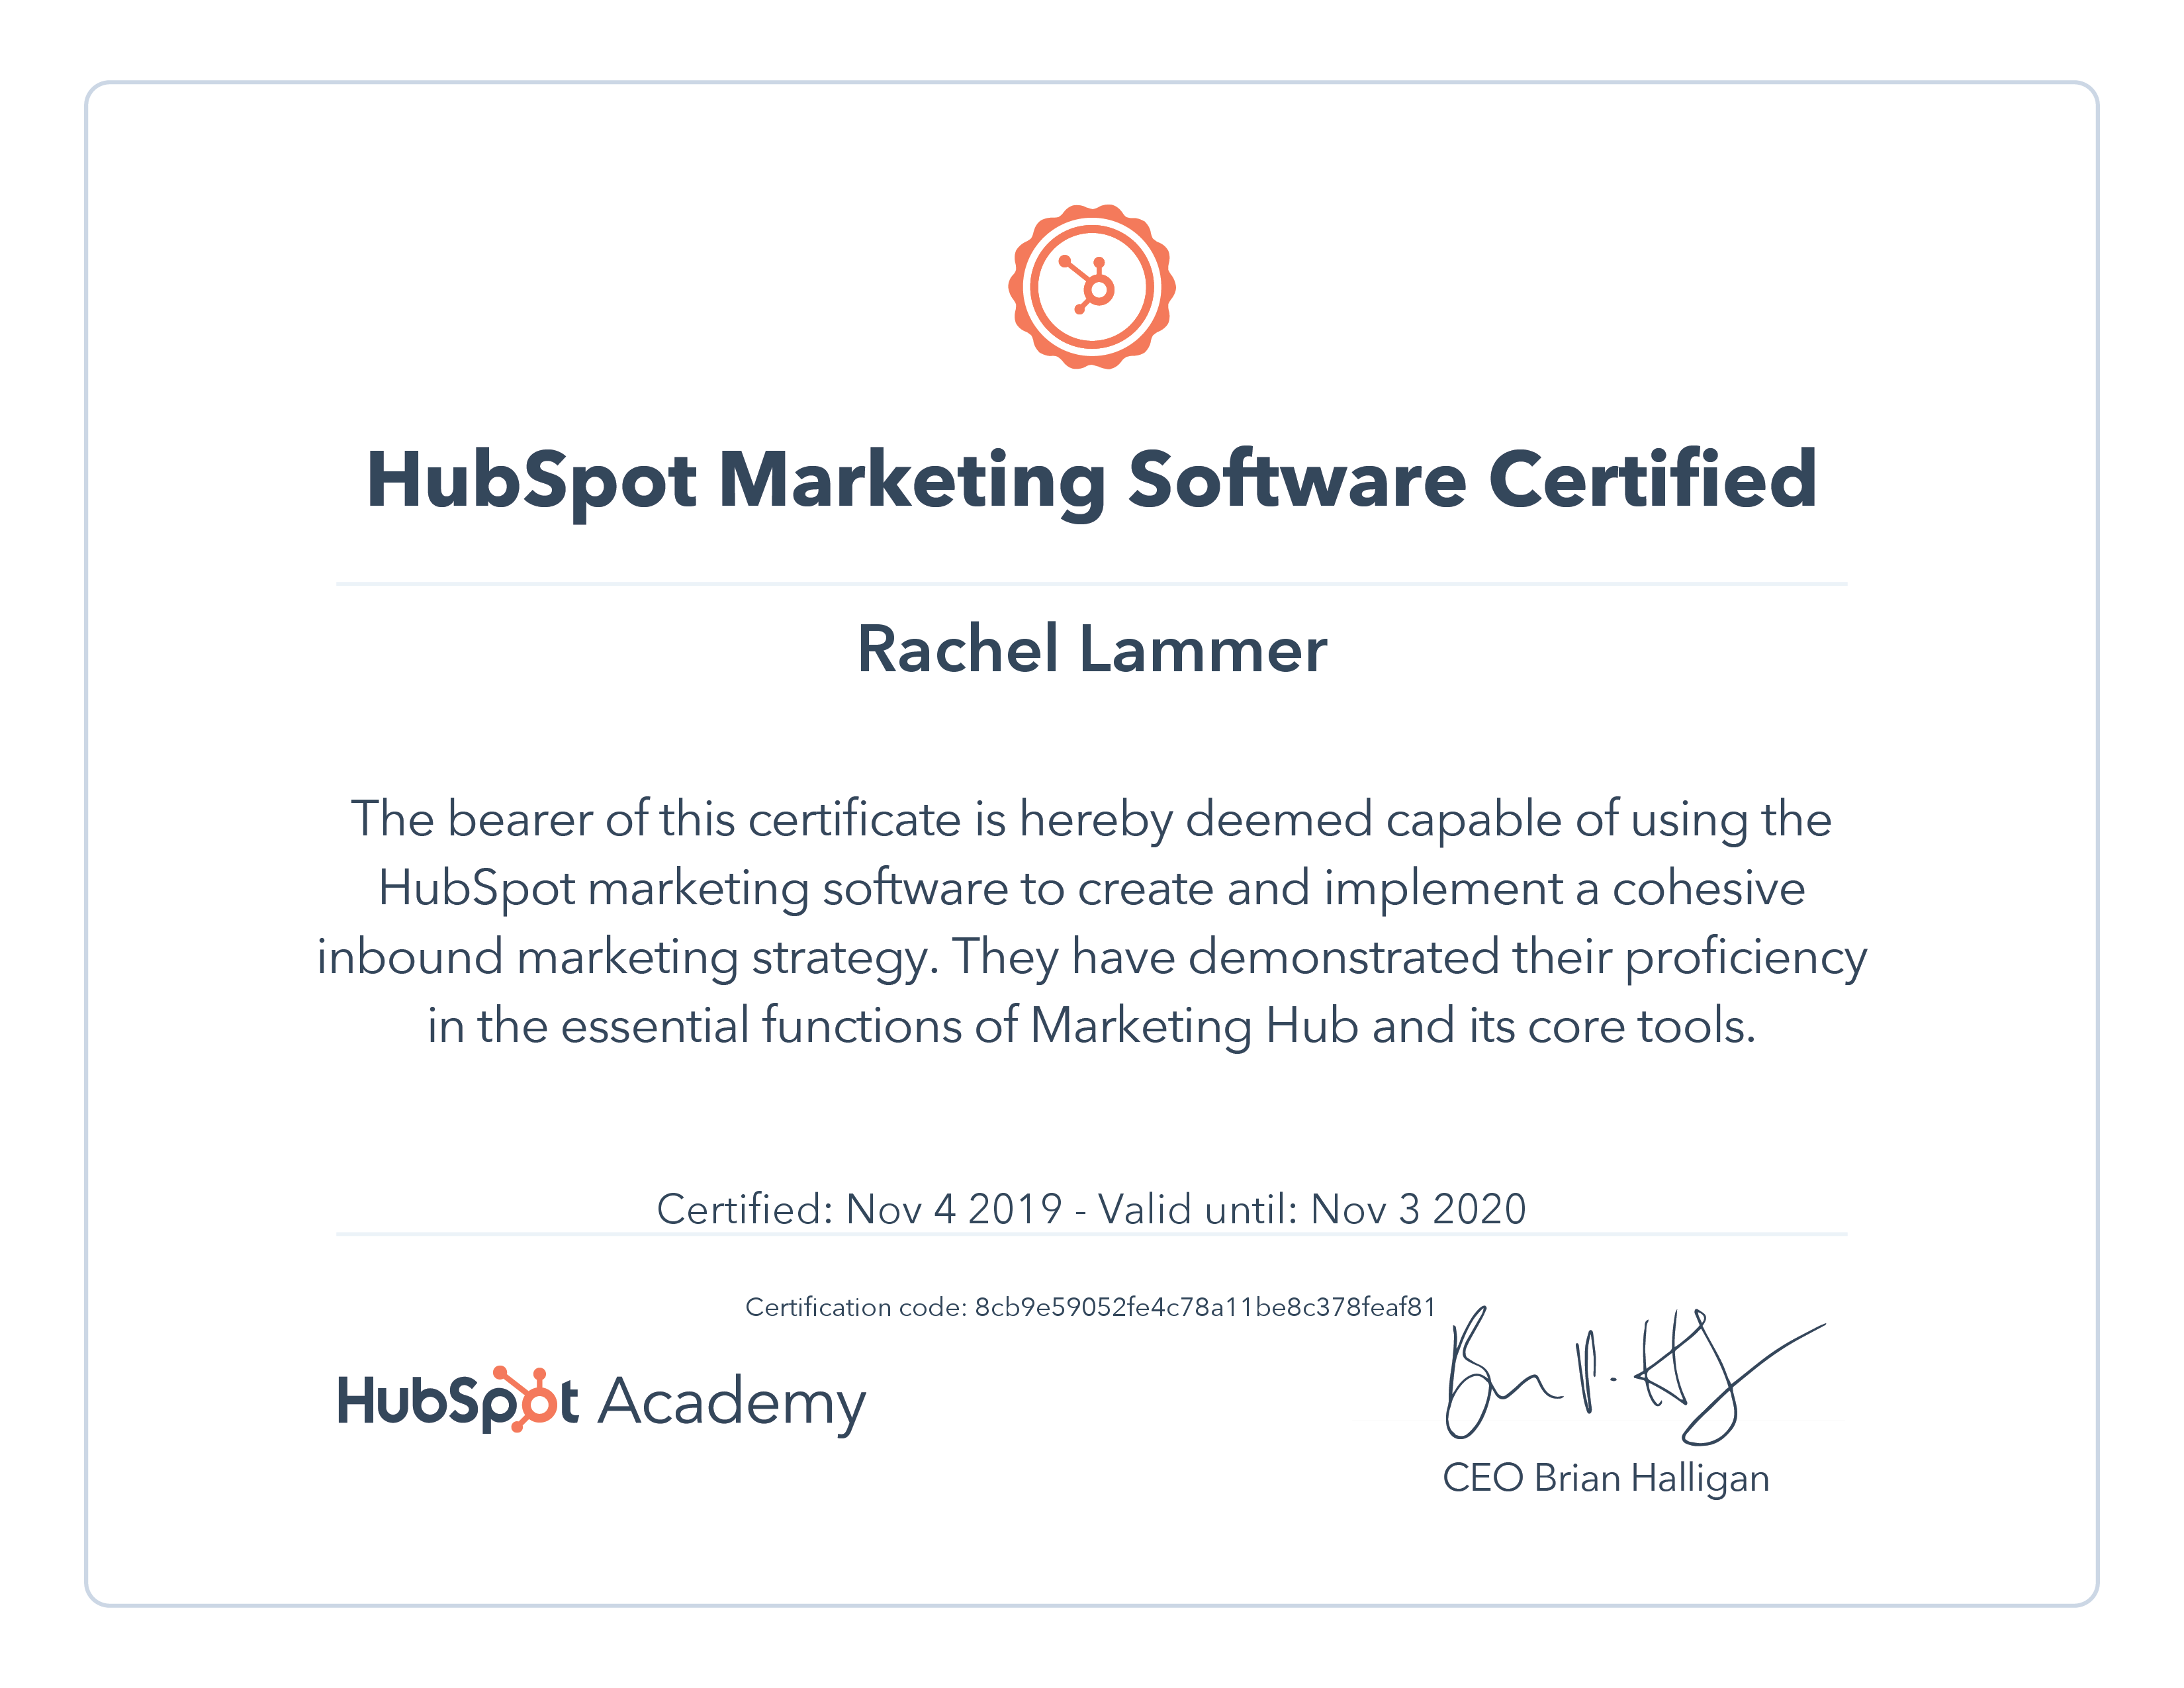 HubSpot Marketing Software Certified
Rachel Lammer
The bearer of this certificate is hereby deemed capable of using the
HubSpot marketing software to create and implement a cohesive
inbound marketing strategy. They have demonstrated their proficiency
in the essential functions of Marketing Hub and its core tools.
Certified: Nov 4 2019 - Valid until: Nov 3 2020
Certification code: 8cb9e59052fe4c78a11be8c378feaf81
HubSpot Academy
CEO Brian Halligan